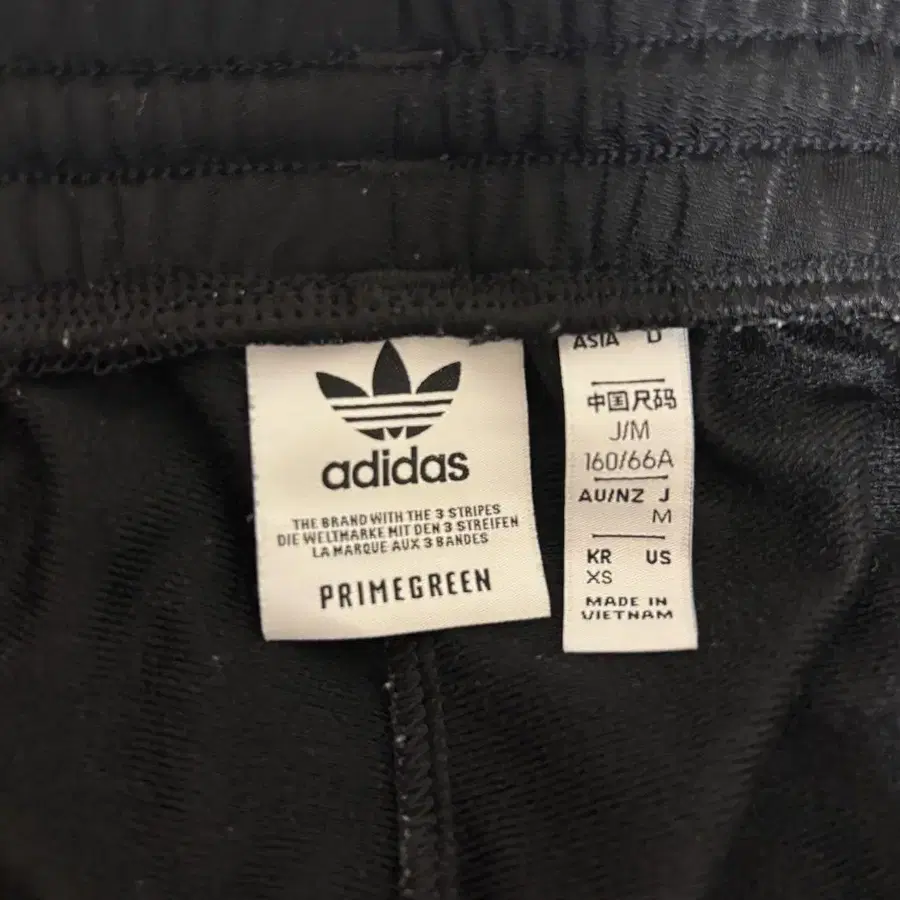 adidas
THE BRAND WITH THE 3 STRIPES
DIE WELTMARKE MIT DEN 3 STREIFEN
LA MARQUE AUX 3 BANDES
PRIMEGREEN
ASIA D
中国尺码
J/M
160/66A
AU/NZ J
M
KR US
XS
MADE IN
VIETNAM